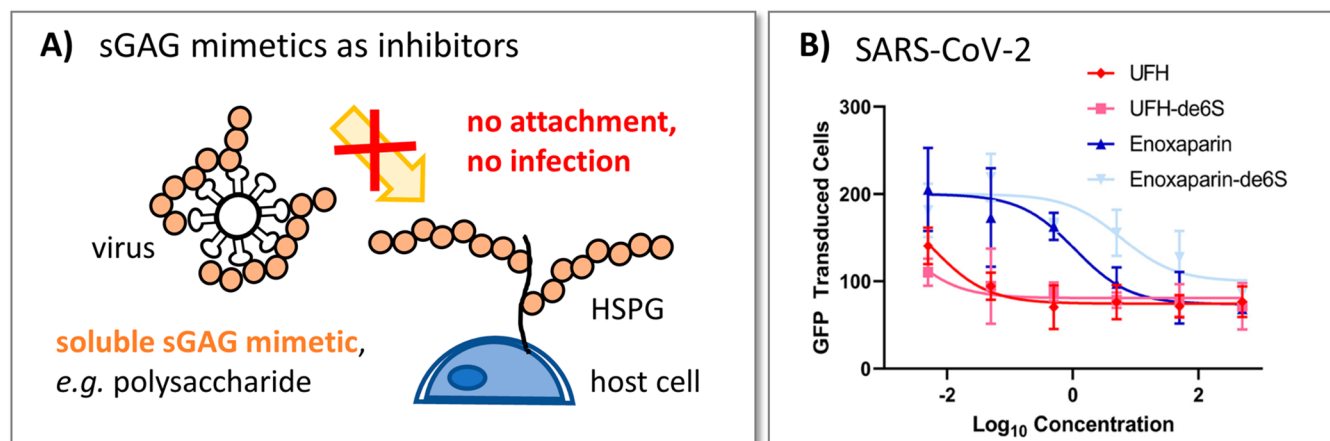 A) sGAG mimetics as inhibitors
no attachment,
no infection
virus
HSPG
soluble sGAG mimetic,
e.g. polysaccharide
host cell
B) SARS-CoV-2
UFH
UFH-de6S
Enoxaparin
Enoxaparin-de6S
GFP Transduced Cells
300
200
100
0
-2 0 2
Log10 Concentration